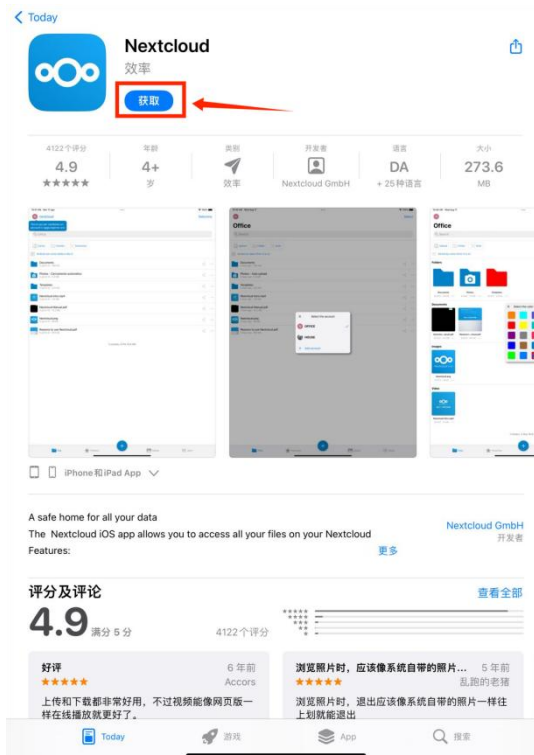 Today
Nextcloud
效率
获取
4122个评分
年龄
类别
开发者
语言
大小
4.9
4+
DA
273.6
★★★★★
岁
效率
Nextcloud GmbH
+ 25种语言
MB
Office
Office
iPhone和iPad App
A safe home for all your data
The Nextcloud iOS app allows you to access all your files on your Nextcloud
Features:
更多
Nextcloud GmbH
开发者
评分及评论
查看全部
4.9
满分 5 分
4122个评分
好评
6年前
★★★★★
Accors
上传和下载都非常好用，不过视频能像网页版一
样在线播放就更好了。
浏览照片时，应该像系统自带的照片...
5年前
★★★★★
乱跑的老猪
浏览照片时，退出应该像系统自带的照片一样往
上划就能退出
Today
游戏
App
搜索